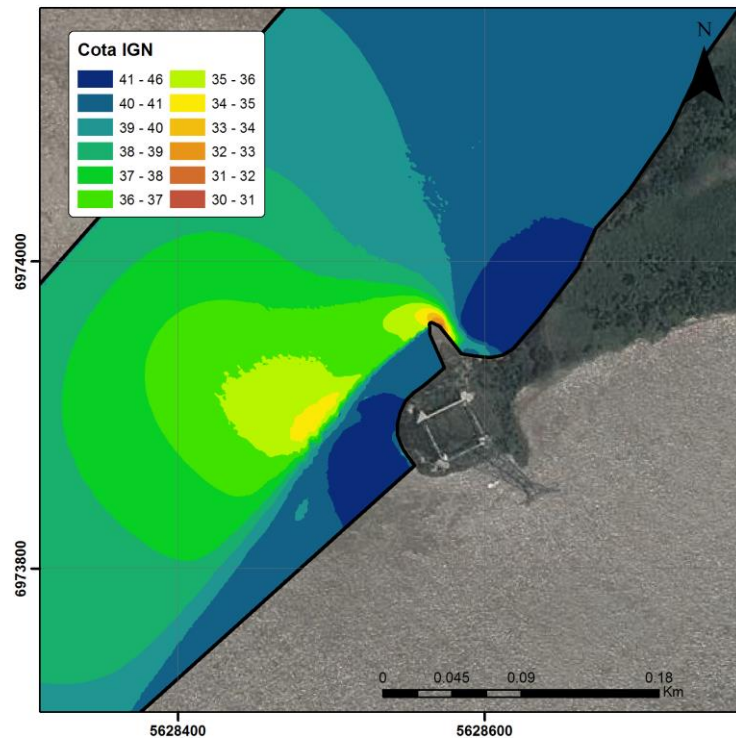 N
Cota IGN
41 - 46
40 - 41
39 - 40
38 - 39
37 - 38
36 - 37
35 - 36
34 - 35
33 - 34
32 - 33
31 - 32
30 - 31
6974000
6973800
0 0.045 0.09 0.18
Km
5628400 5628600